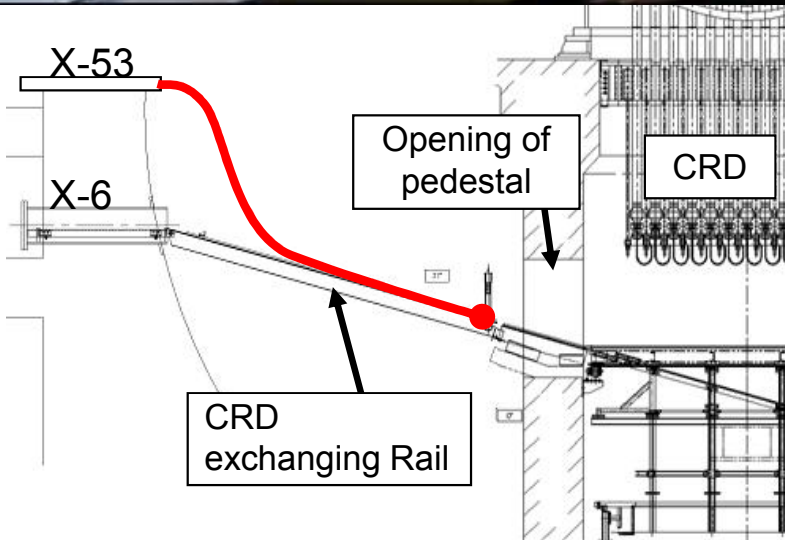 X-53
Opening of
pedestal
CRD
X-6
CRD
exchanging Rail